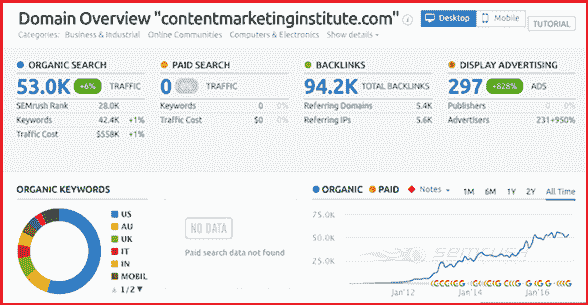 Domain Overview "contentmarketinginstitute.com" i Desktop Mobile
TUTORIAL
Categories: Business & Industrial Online Communities Computers & Electronics Show details
ORGANIC SEARCH
53.0K +6% TRAFFIC
SEMrush Rank 28.0K
Keywords 42.4K +1%
Traffic Cost $558K +1%
PAID SEARCH
0 0% TRAFFIC
Keywords 0 0%
Traffic Cost $0 0%
BACKLINKS
94.2K TOTAL BACKLINKS
Referring Domains 5.4K
Referring IPs 5.6K
DISPLAY ADVERTISING
297 +828% ADS
Publishers 0 0%
Advertisers 231 +950%
ORGANIC KEYWORDS
US
AU
UK
IT
IN
MOBIL
1/2
NO DATA
Paid search data not found
ORGANIC PAID Notes 1M 6M 1Y 2Y All Time
75.0K
50.0K
25.0K
semrush
Jan'12 Jan'14 Jan'16